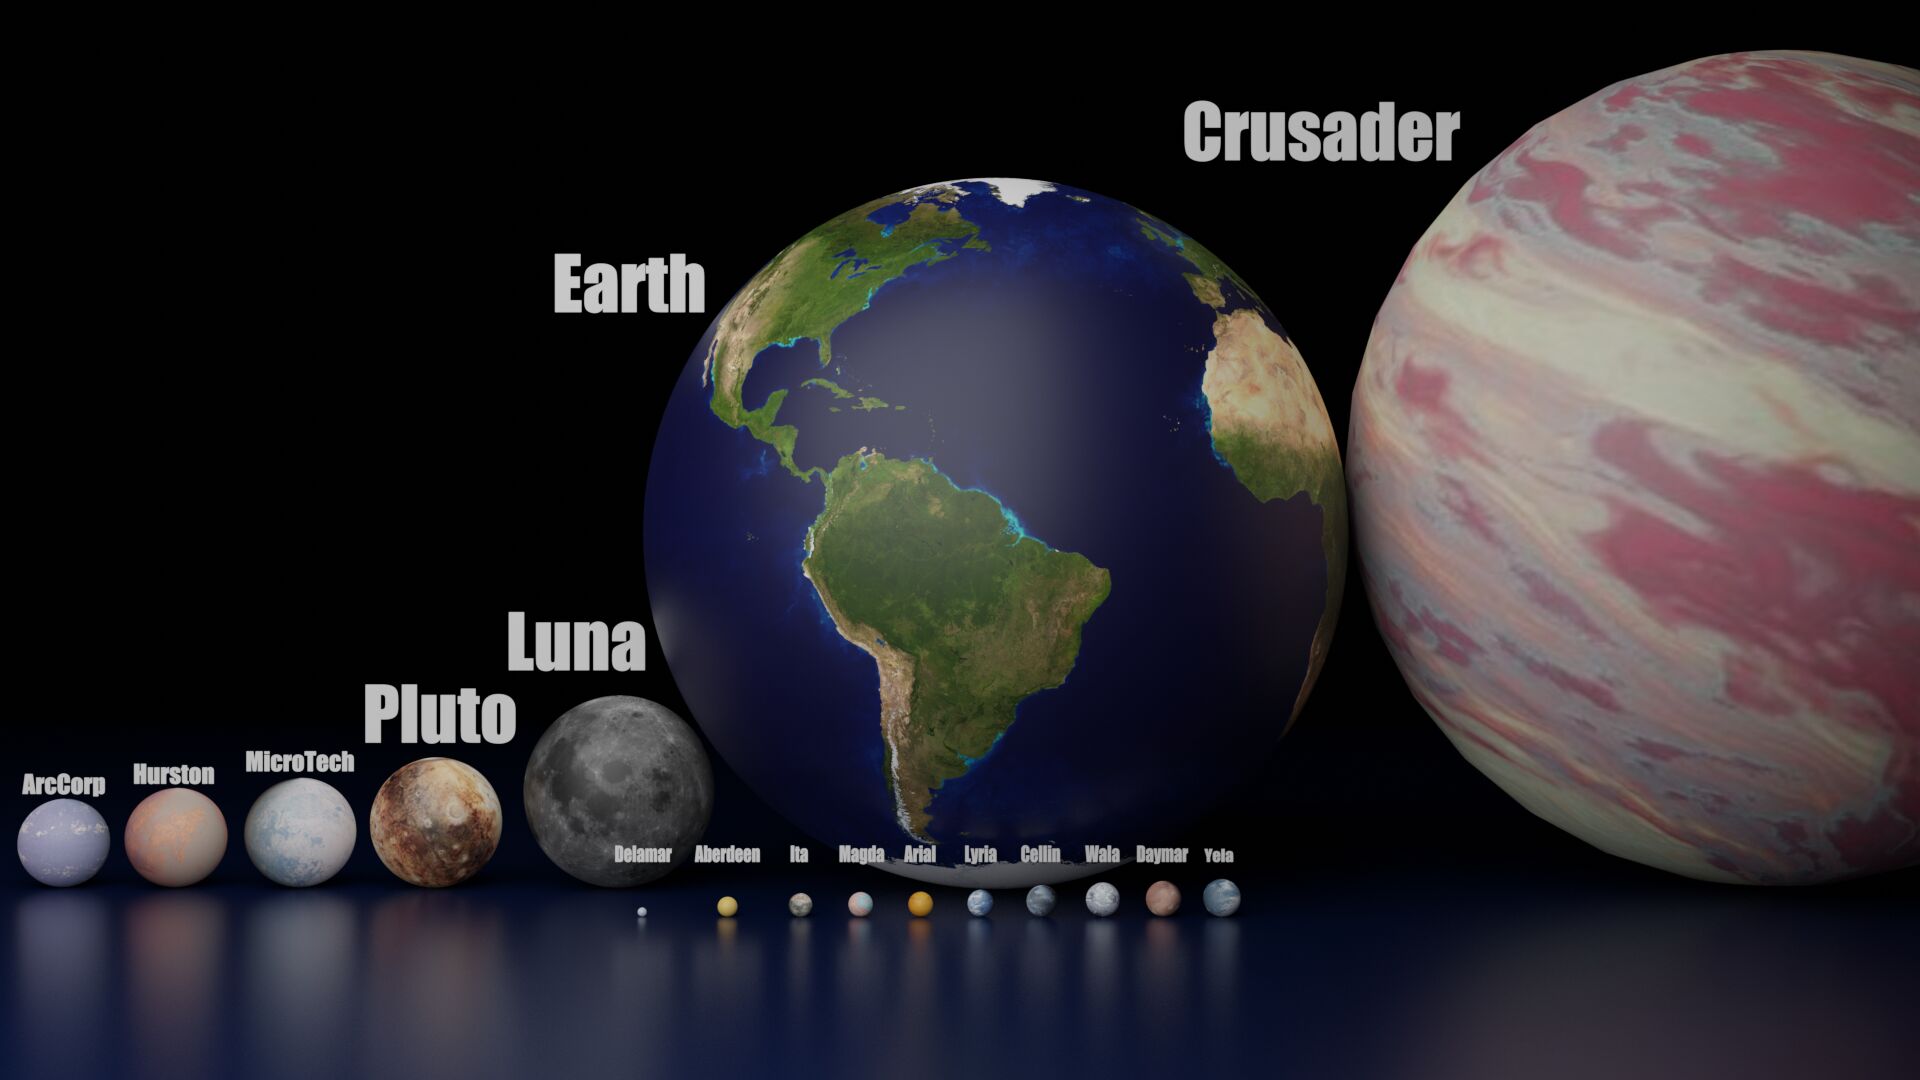 Crusader
Earth
Luna
Pluto
MicroTech
Hurston
ArcCorp
Delamar
Aberdeen
Ita
Magda
Arial
Lyria
Cellin
Wala
Daymar
Yela